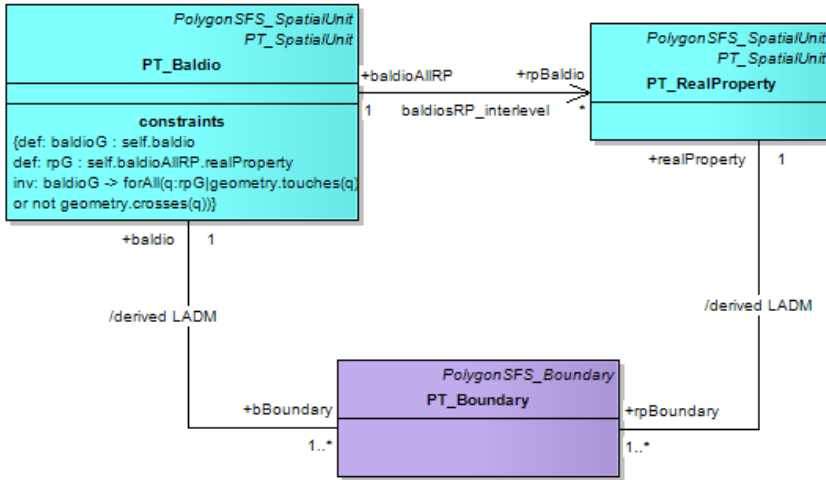 PolygonSFS_SpatialUnit
PT_SpatialUnit
PT_Baldio
constraints
{def: baldioG : self.baldio
def: rpG : self.baldioAllRP.realProperty
inv: baldioG -> forAll(q:rpG|geometry.touches(q)
or not geometry.crosses(q))}
+baldioAllRP
+rpBaldio
1
baldiosRP_interlevel
*
PolygonSFS_SpatialUnit
PT_SpatialUnit
PT_RealProperty
+realProperty
1
+baldio
1
/derived LADM
/derived LADM
PolygonSFS_Boundary
PT_Boundary
+bBoundary
1..*
+rpBoundary
1..*